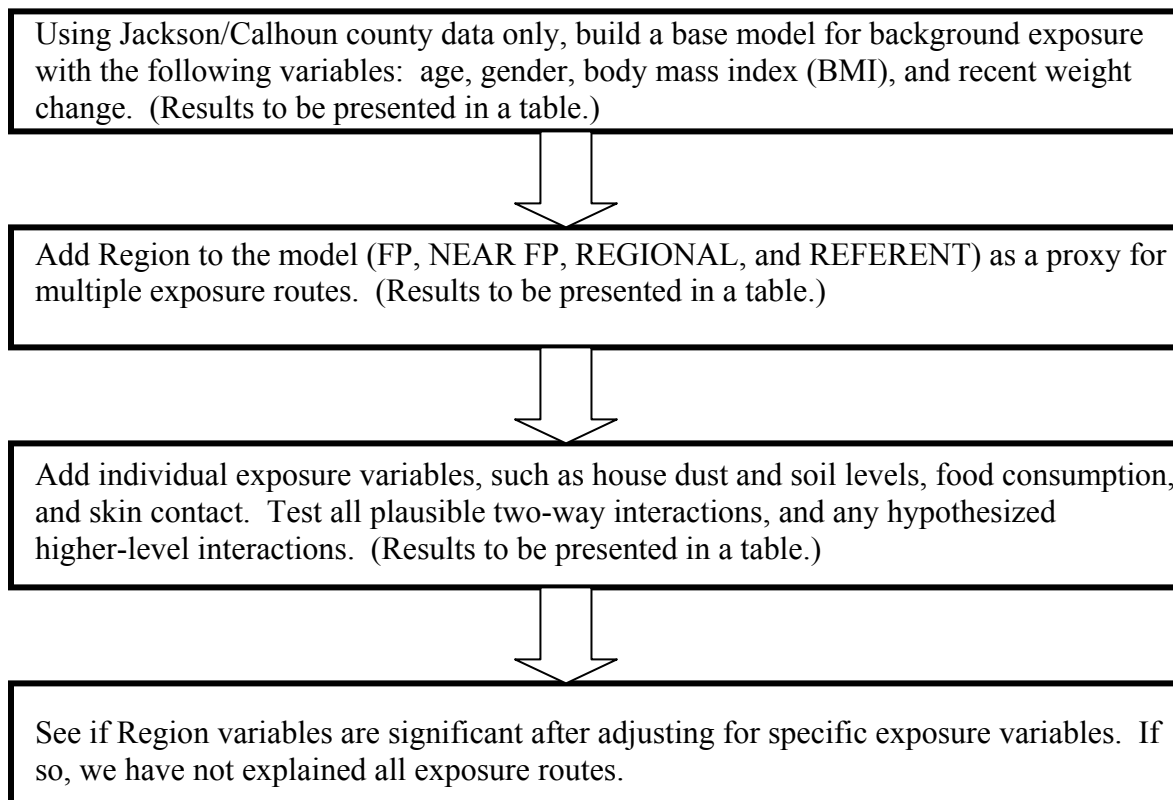 Using Jackson/Calhoun county data only, build a base model for background exposure
with the following variables:  age, gender, body mass index (BMI), and recent weight
change.  (Results to be presented in a table.)
Add Region to the model (FP, NEAR FP, REGIONAL, and REFERENT) as a proxy for
multiple exposure routes.  (Results to be presented in a table.)
Add individual exposure variables, such as house dust and soil levels, food consumption,
and skin contact.  Test all plausible two-way interactions, and any hypothesized
higher-level interactions.  (Results to be presented in a table.)
See if Region variables are significant after adjusting for specific exposure variables.  If
so, we have not explained all exposure routes.